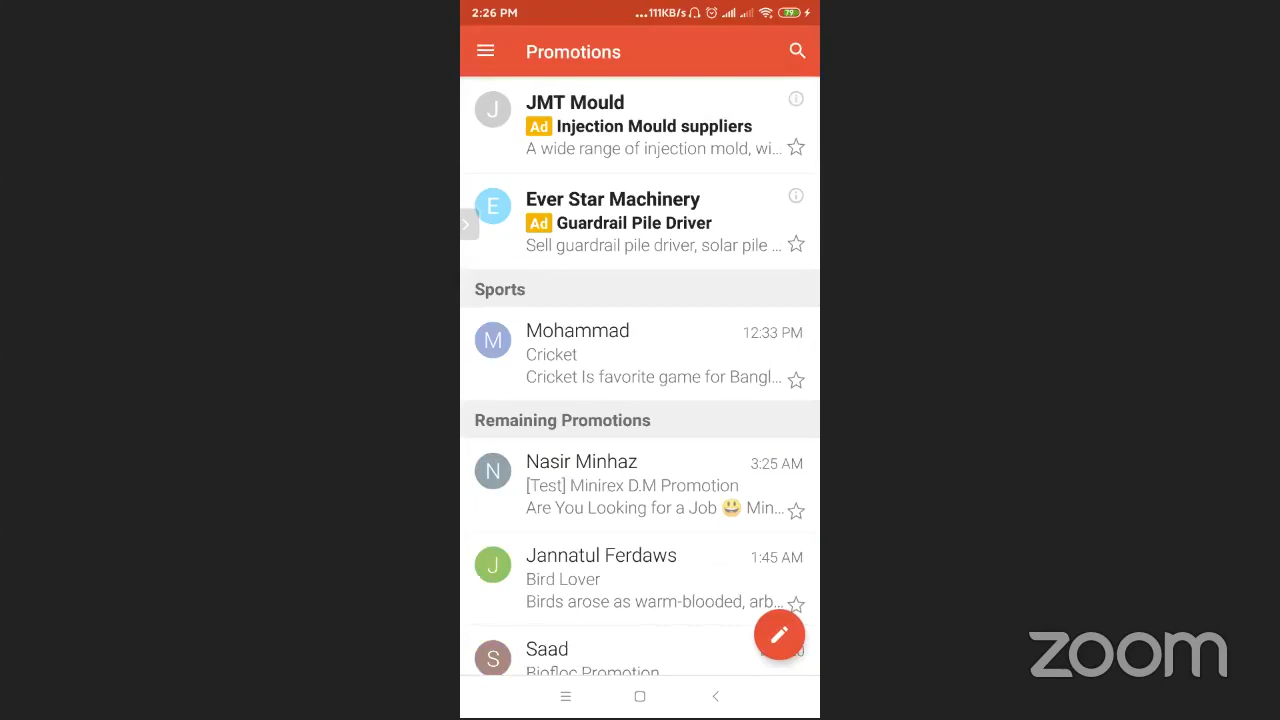 2:26 PM
...111KB/s
79
Promotions
J
JMT Mould
Ad Injection Mould suppliers
A wide range of injection mold, wi...
E
Ever Star Machinery
Ad Guardrail Pile Driver
Sell guardrail pile driver, solar pile ...
Sports
M
Mohammad
12:33 PM
Cricket
Cricket Is favorite game for Bangl...
Remaining Promotions
N
Nasir Minhaz
3:25 AM
[Test] Minirex D.M Promotion
Are You Looking for a Job 😃 Min...
J
Jannatul Ferdaws
1:45 AM
Bird Lover
Birds arose as warm-blooded, arb...
S
Saad
Biofloc Promotion
zoom